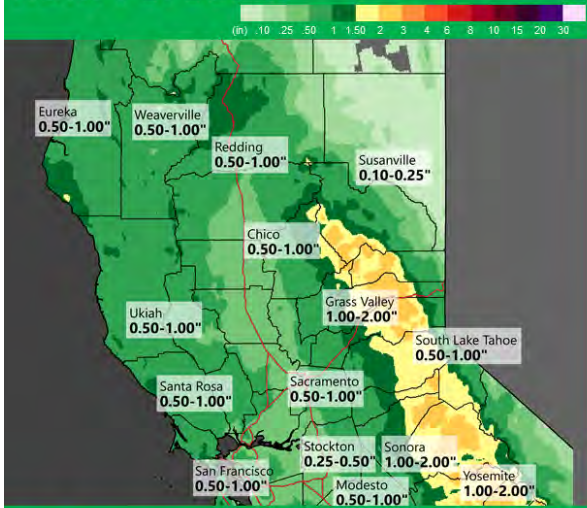 (in) .10 .25 .50 1 1.50 2 3 4 6 8 10 15 20 30
Eureka
0.50-1.00"
Weaverville
0.50-1.00"
Redding
0.50-1.00"
Susanville
0.10-0.25"
Chico
0.50-1.00"
Grass Valley
1.00-2.00"
Ukiah
0.50-1.00"
South Lake Tahoe
0.50-1.00"
Santa Rosa
0.50-1.00"
Sacramento
0.50-1.00"
Stockton
0.25-0.50"
Sonora
1.00-2.00"
San Francisco
0.50-1.00"
Modesto
0.50-1.00"
Yosemite
1.00-2.00"